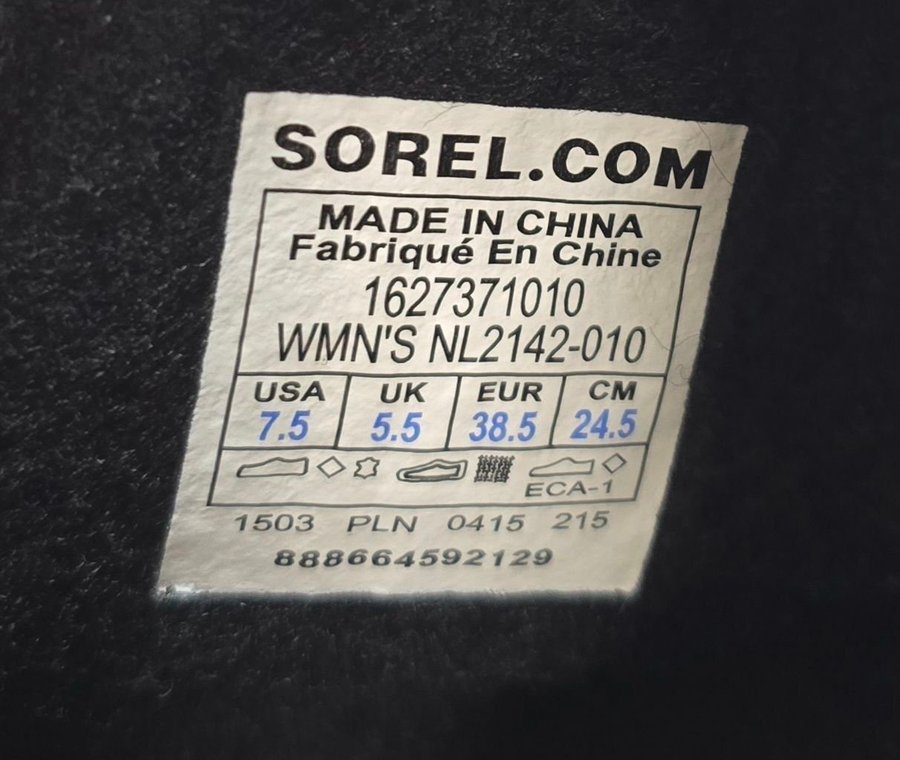 SOREL.COM
MADE IN CHINA
Fabriqué En Chine
1627371010
WMN'S NL2142-010
USA UK EUR CM
7.5 5.5 38.5 24.5
ECA-1
1503 PLN 0415 215
888664592129